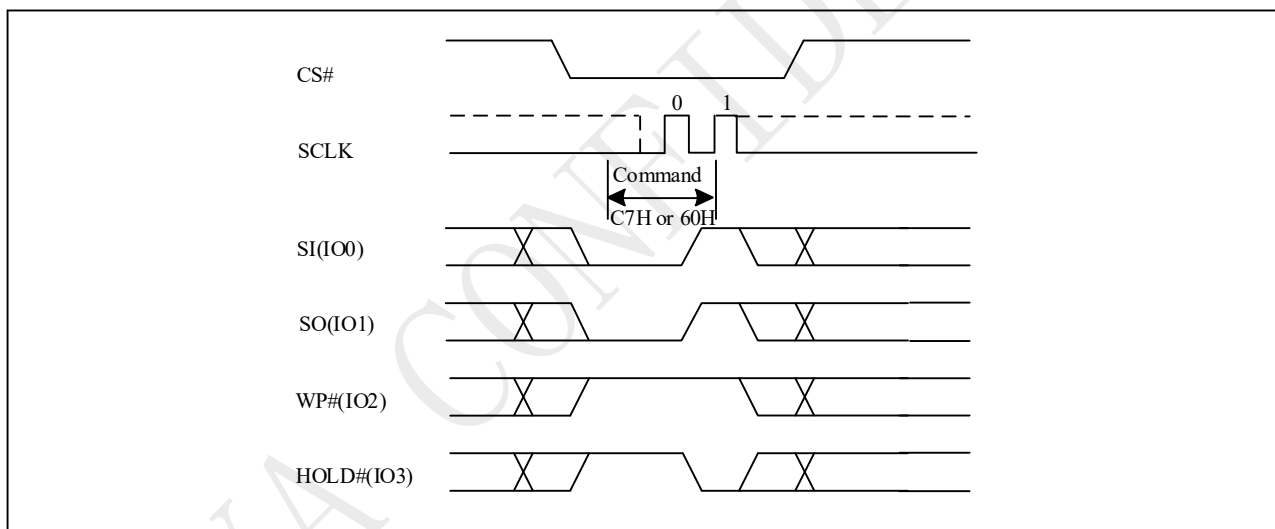 CS#
0 1
SCLK
Command
C7H or 60H
SI(IO0)
SO(IO1)
WP#(IO2)
HOLD#(IO3)